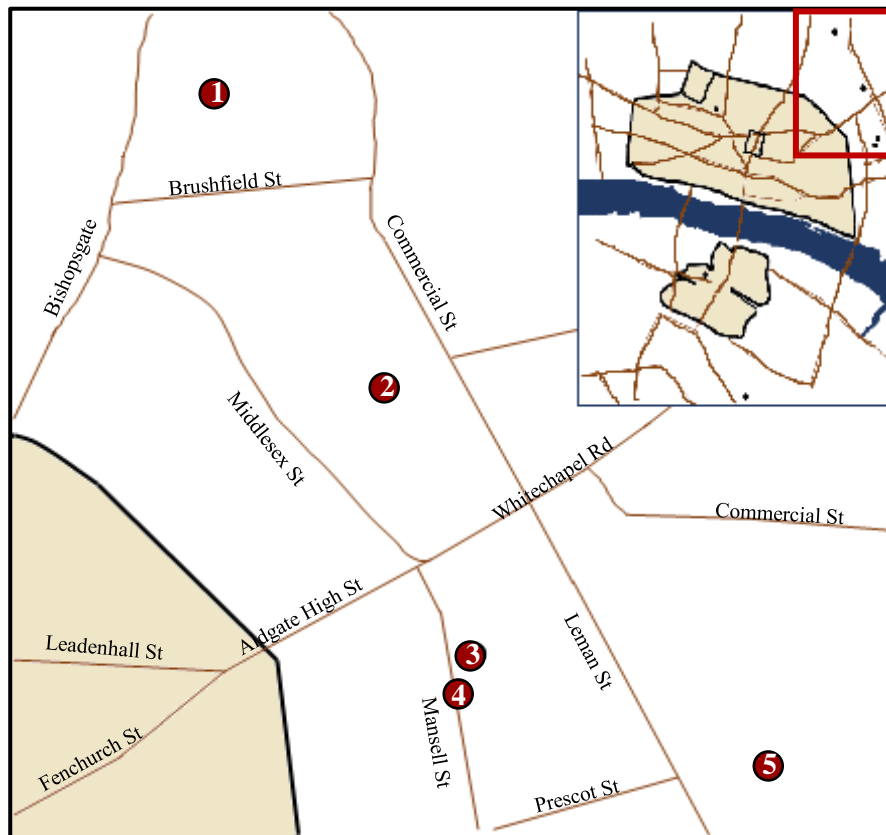 1
Brushfield St
Bishopsgate
Commercial St
2
Middlesex St
Whitechapel Rd
Commercial St
Aldgate High St
Leadenhall St
Fenchurch St
3
4
Leman St
Mansell St
5
Prescot St